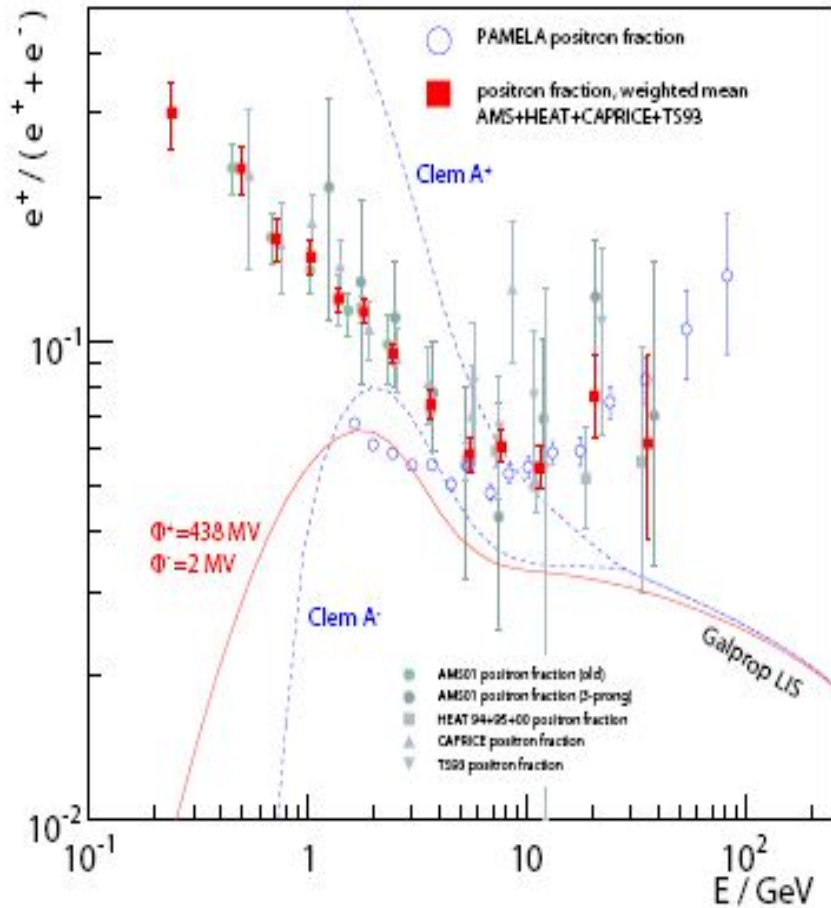 PAMELA positron fraction
positron fraction, weighted mean
AMS+HEAT+CAPRICE+TS93
e⁺/(e⁺+e⁻)
Clem A⁺
10⁻¹
Φ⁺=438 MV
Φ⁻=2 MV
Clem A⁻
Galprop LIS
AMS01 positron fraction (old)
AMS01 positron fraction (3-prong)
HEAT 94+95+00 positron fraction
CAPRICE positron fraction
TS93 positron fraction
10⁻²
10⁻¹ 1 10 10²
E / GeV